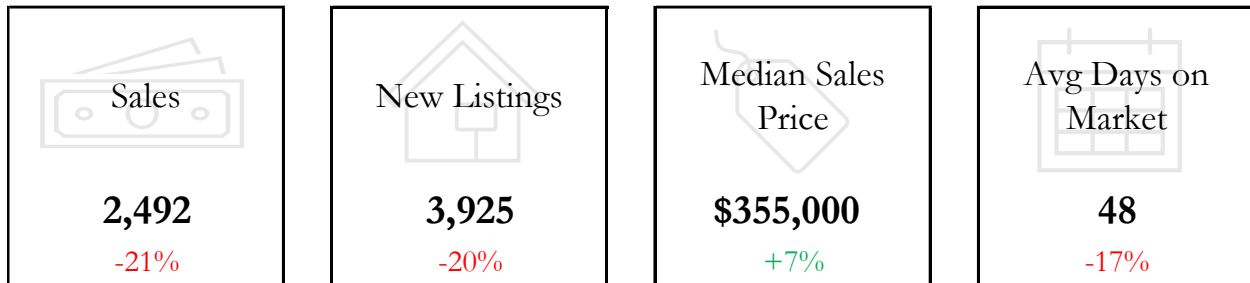 Sales
2,492
-21%
New Listings
3,925
-20%
Median Sales
Price
$355,000
+7%
Avg Days on
Market
48
-17%